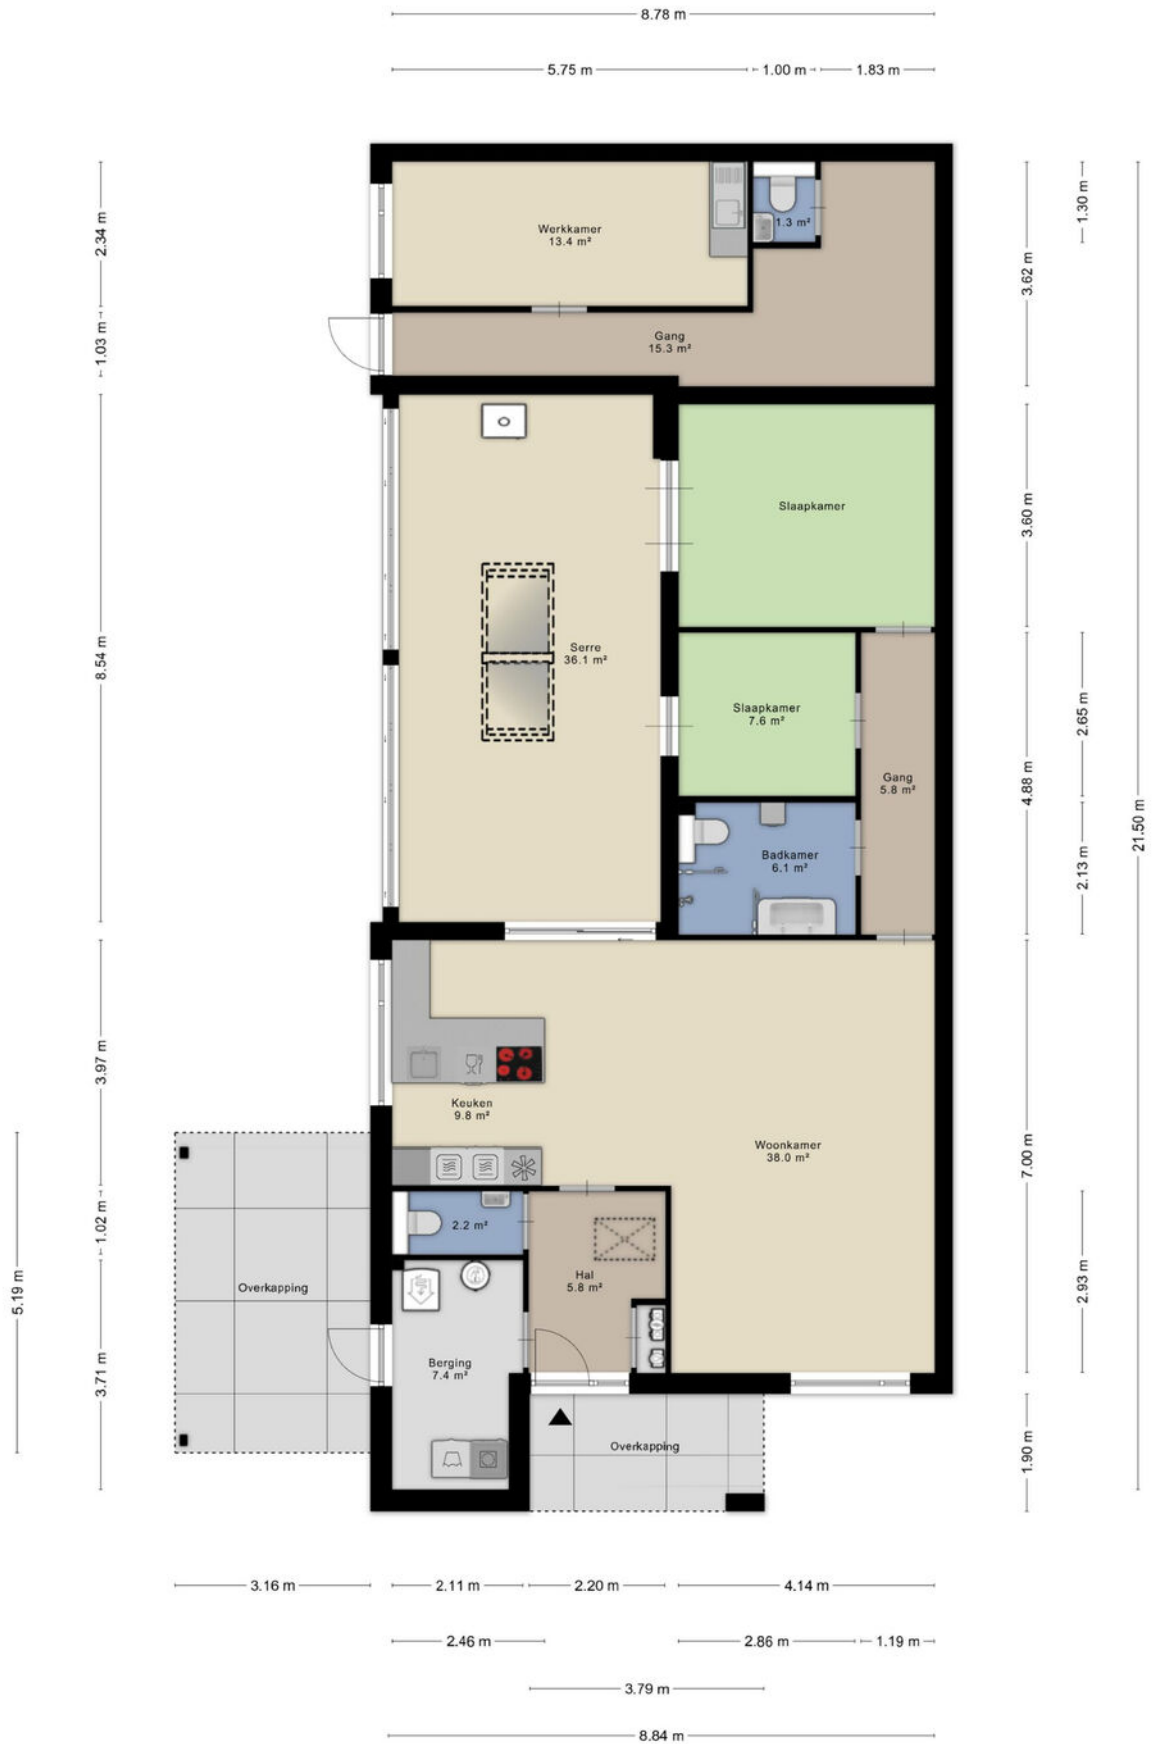 8.78 m
5.75 m
1.00 m
1.83 m
2.34 m
1.03 m
8.54 m
3.97 m
1.02 m
3.71 m
5.19 m
1.30 m
3.62 m
3.60 m
2.65 m
4.88 m
2.13 m
21.50 m
7.00 m
2.93 m
1.90 m
Werkkamer
13.4 m²
1.3 m²
Gang
15.3 m²
Slaapkamer
Serre
36.1 m²
Slaapkamer
7.6 m²
Gang
5.8 m²
Badkamer
6.1 m²
Keuken
9.8 m²
Woonkamer
38.0 m²
2.2 m²
Hal
5.8 m²
Overkapping
Berging
7.4 m²
Overkapping
3.16 m
2.11 m
2.20 m
4.14 m
2.46 m
2.86 m
1.19 m
3.79 m
8.84 m